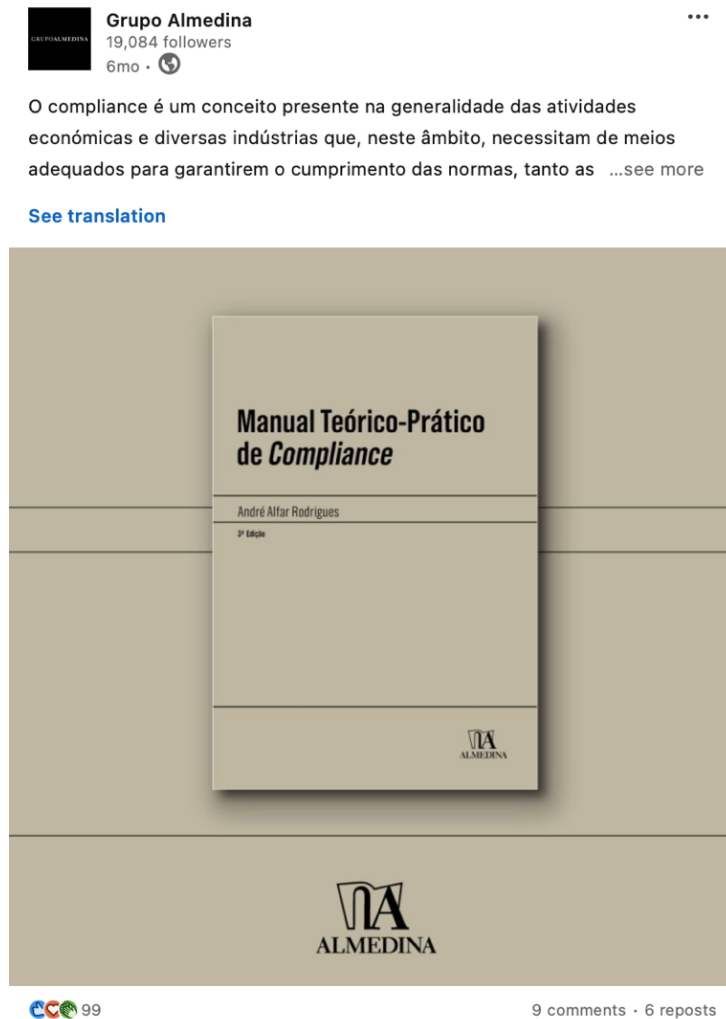 GRUPOALMEDINA
Grupo Almedina
19,084 followers
6mo •
O compliance é um conceito presente na generalidade das atividades
económicas e diversas indústrias que, neste âmbito, necessitam de meios
adequados para garantirem o cumprimento das normas, tanto as ...see more
See translation
Manual Teórico-Prático
de Compliance
André Alfar Rodrigues
3ª Edição
ALMEDINA
ALMEDINA
99
9 comments • 6 reposts